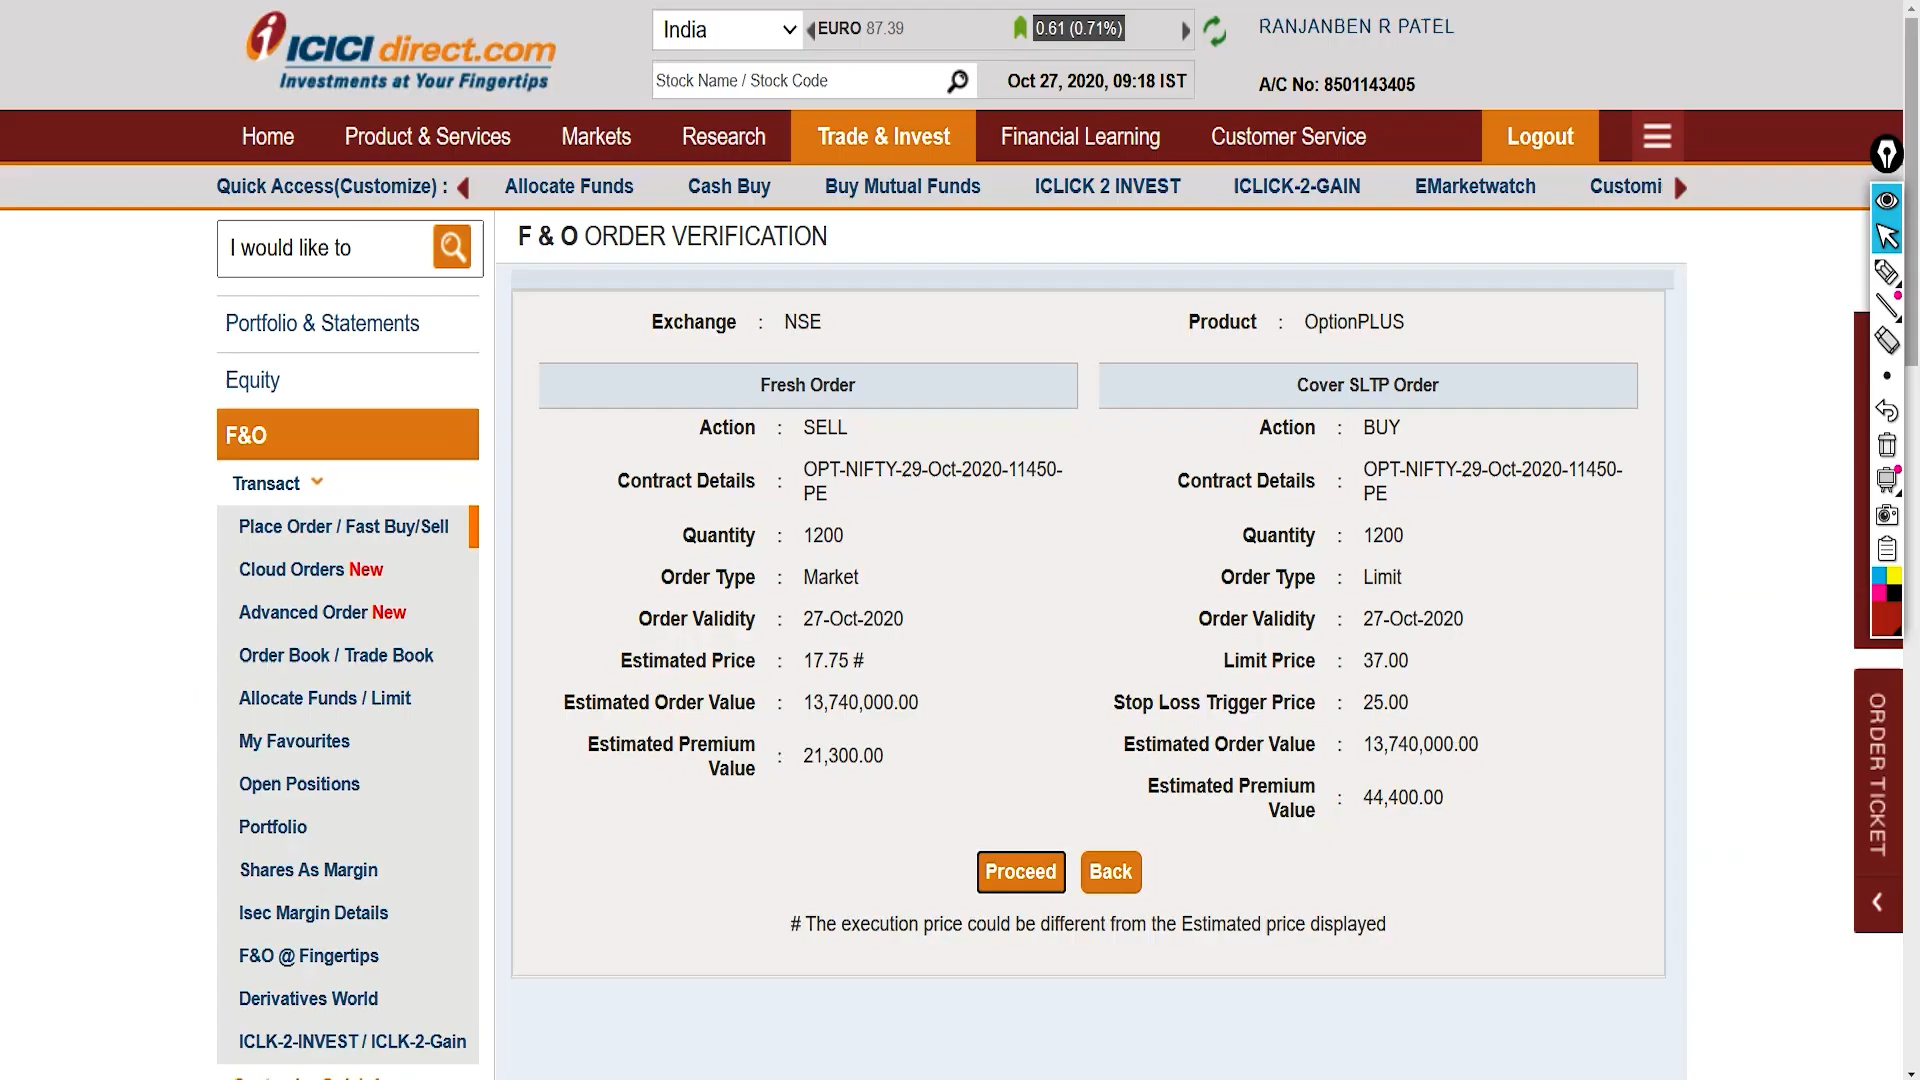 ICICI direct.com
Investments at Your Fingertips
India
EURO 87.39
0.61 (0.71%)
RANJANBEN R PATEL
Stock Name / Stock Code
Oct 27, 2020, 09:18 IST
A/C No: 8501143405
Home
Product & Services
Markets
Research
Trade & Invest
Financial Learning
Customer Service
Logout
Quick Access(Customize) :
Allocate Funds
Cash Buy
Buy Mutual Funds
ICLICK 2 INVEST
ICLICK-2-GAIN
EMarketwatch
Customi
I would like to
Portfolio & Statements
Equity
F&O
Transact
Place Order / Fast Buy/Sell
Cloud Orders New
Advanced Order New
Order Book / Trade Book
Allocate Funds / Limit
My Favourites
Open Positions
Portfolio
Shares As Margin
Isec Margin Details
F&O @ Fingertips
Derivatives World
ICLK-2-INVEST / ICLK-2-Gain
F & O ORDER VERIFICATION
Exchange : NSE
Product : OptionPLUS
Fresh Order
Action : SELL
Contract Details : OPT-NIFTY-29-Oct-2020-11450-
PE
Quantity : 1200
Order Type : Market
Order Validity : 27-Oct-2020
Estimated Price : 17.75 #
Estimated Order Value : 13,740,000.00
Estimated Premium
Value : 21,300.00
Cover SLTP Order
Action : BUY
Contract Details : OPT-NIFTY-29-Oct-2020-11450-
PE
Quantity : 1200
Order Type : Limit
Order Validity : 27-Oct-2020
Limit Price : 37.00
Stop Loss Trigger Price : 25.00
Estimated Order Value : 13,740,000.00
Estimated Premium
Value : 44,400.00
Proceed
Back
# The execution price could be different from the Estimated price displayed
ORDER TICKET